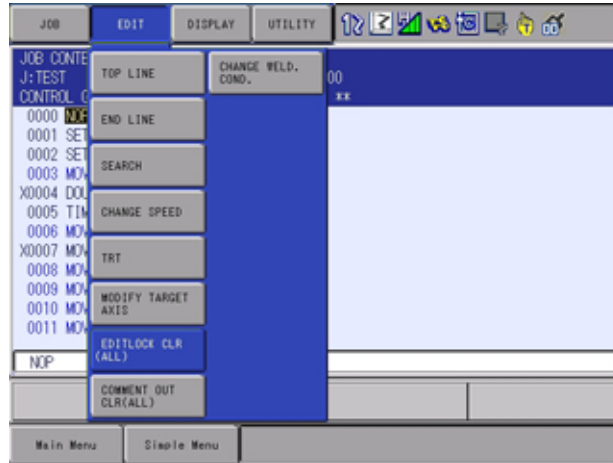 JOB EDIT DISPLAY UTILITY
JOB CONTE
J:TEST 00
CONTROL **
TOP LINE
CHANGE WELD.
COND.
END LINE
SEARCH
CHANGE SPEED
TRT
MODIFY TARGET
AXIS
EDITLOCK CLR
(ALL)
COMMENT OUT
CLR(ALL)
0000 NOP
0001 SET
0002 SET
0003 MOV
X0004 DOU
0005 TIM
0006 MOV
X0007 MOV
0008 MOV
0009 MOV
0010 MOV
0011 MOV
NOP
Main Menu Simple Menu